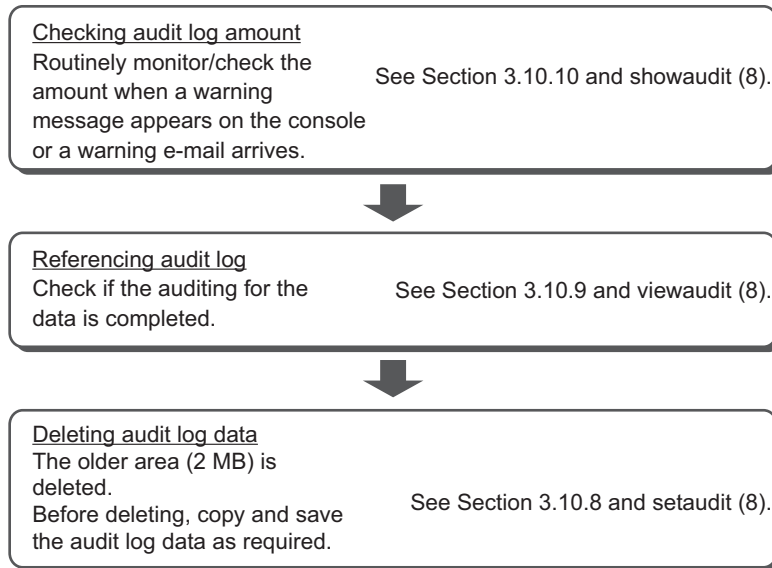 Checking audit log amount
Routinely monitor/check the
amount when a warning
message appears on the console
or a warning e-mail arrives.
See Section 3.10.10 and showaudit (8).
Referencing audit log
Check if the auditing for the
data is completed.
See Section 3.10.9 and viewaudit (8).
Deleting audit log data
The older area (2 MB) is
deleted.
Before deleting, copy and save
the audit log data as required.
See Section 3.10.8 and setaudit (8).